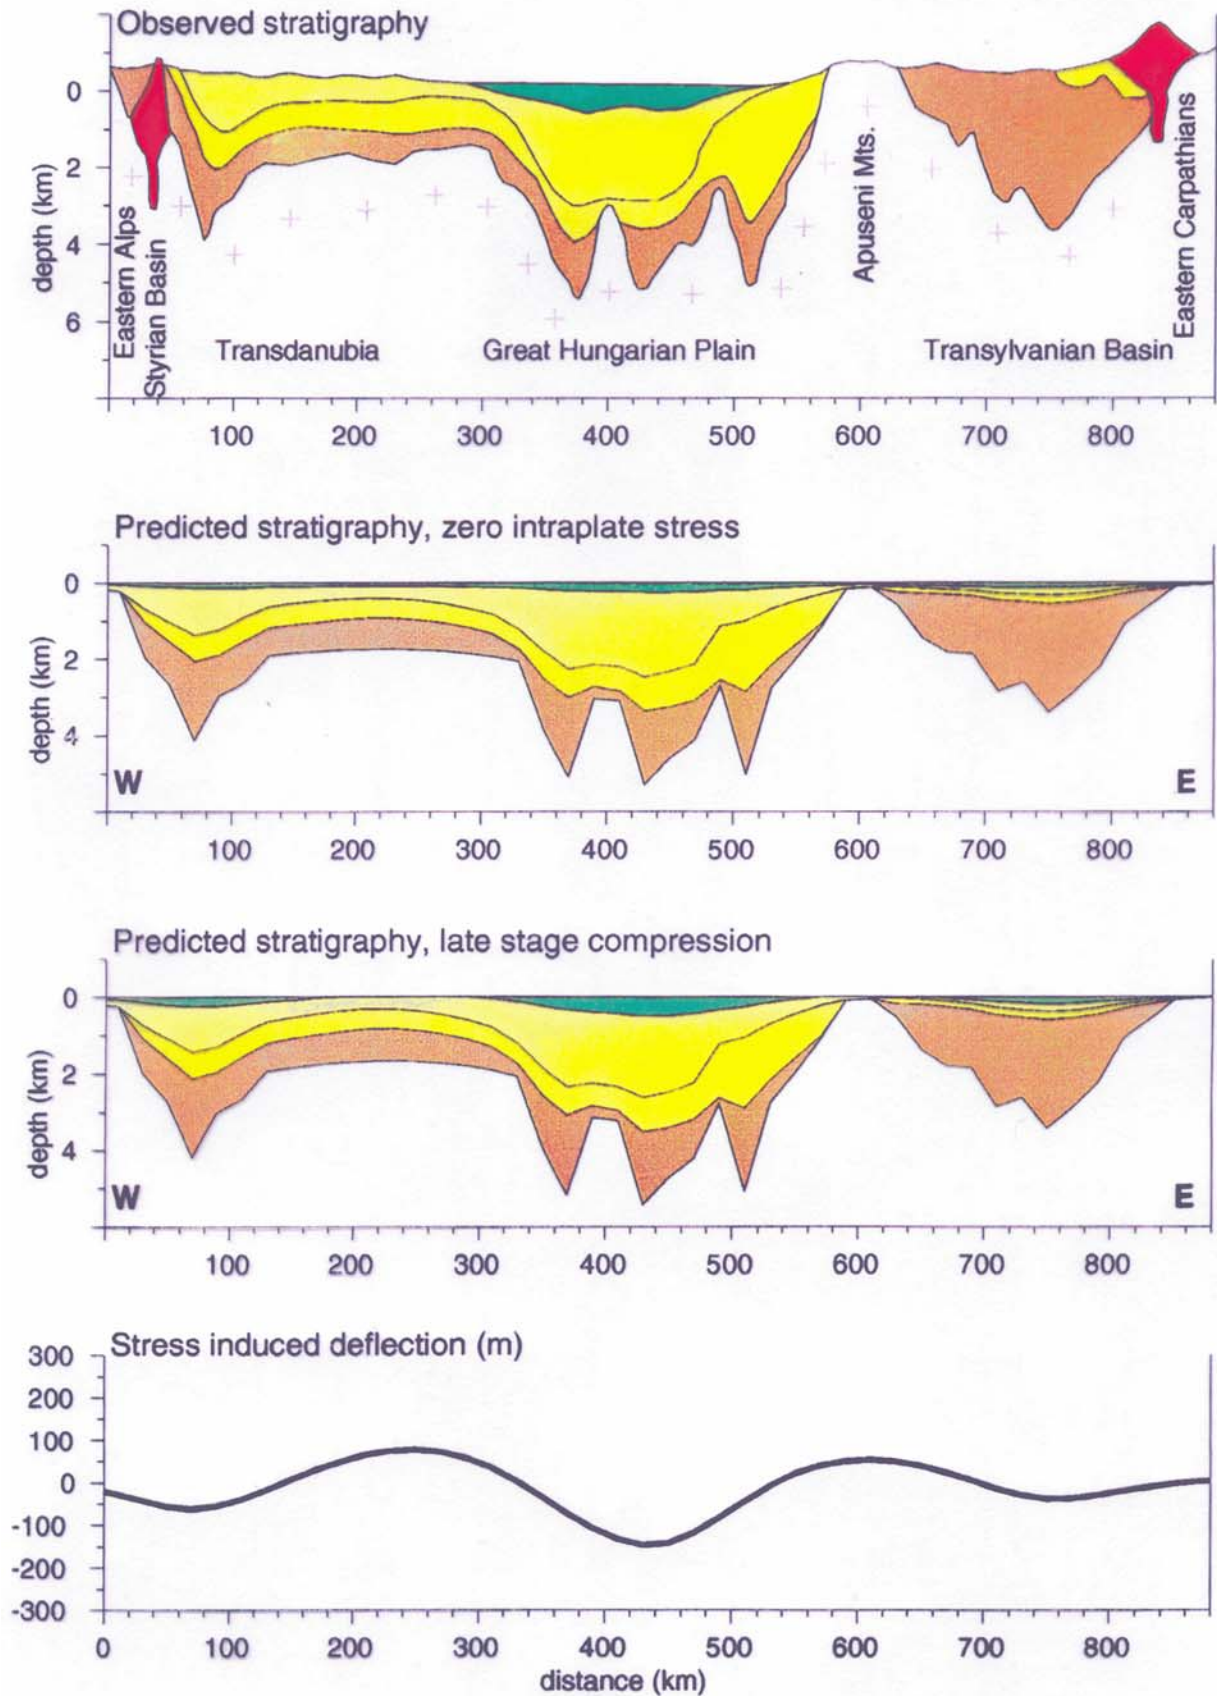 Observed stratigraphy
0
2
4
6
depth (km)
Eastern Alps
Styrian Basin
Transdanubia
Great Hungarian Plain
Apuseni Mts.
Transylvanian Basin
Eastern Carpathians
100 200 300 400 500 600 700 800
Predicted stratigraphy, zero intraplate stress
0
2
4
depth (km)
W
E
100 200 300 400 500 600 700 800
Predicted stratigraphy, late stage compression
0
2
4
depth (km)
W
E
100 200 300 400 500 600 700 800
Stress induced deflection (m)
300
200
100
0
-100
-200
-300
0 100 200 300 400 500 600 700 800
distance (km)